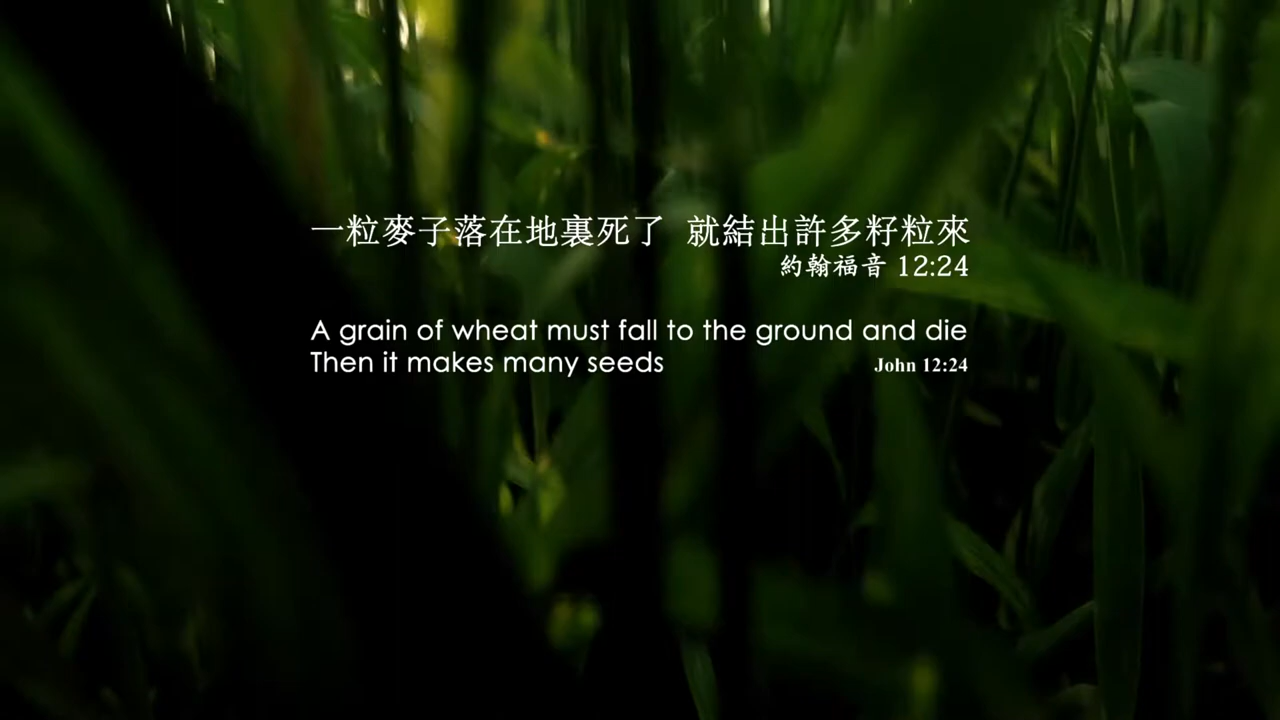 一粒麥子落在地裏死了 就結出許多籽粒來
約翰福音 12:24
A grain of wheat must fall to the ground and die
Then it makes many seeds John 12:24